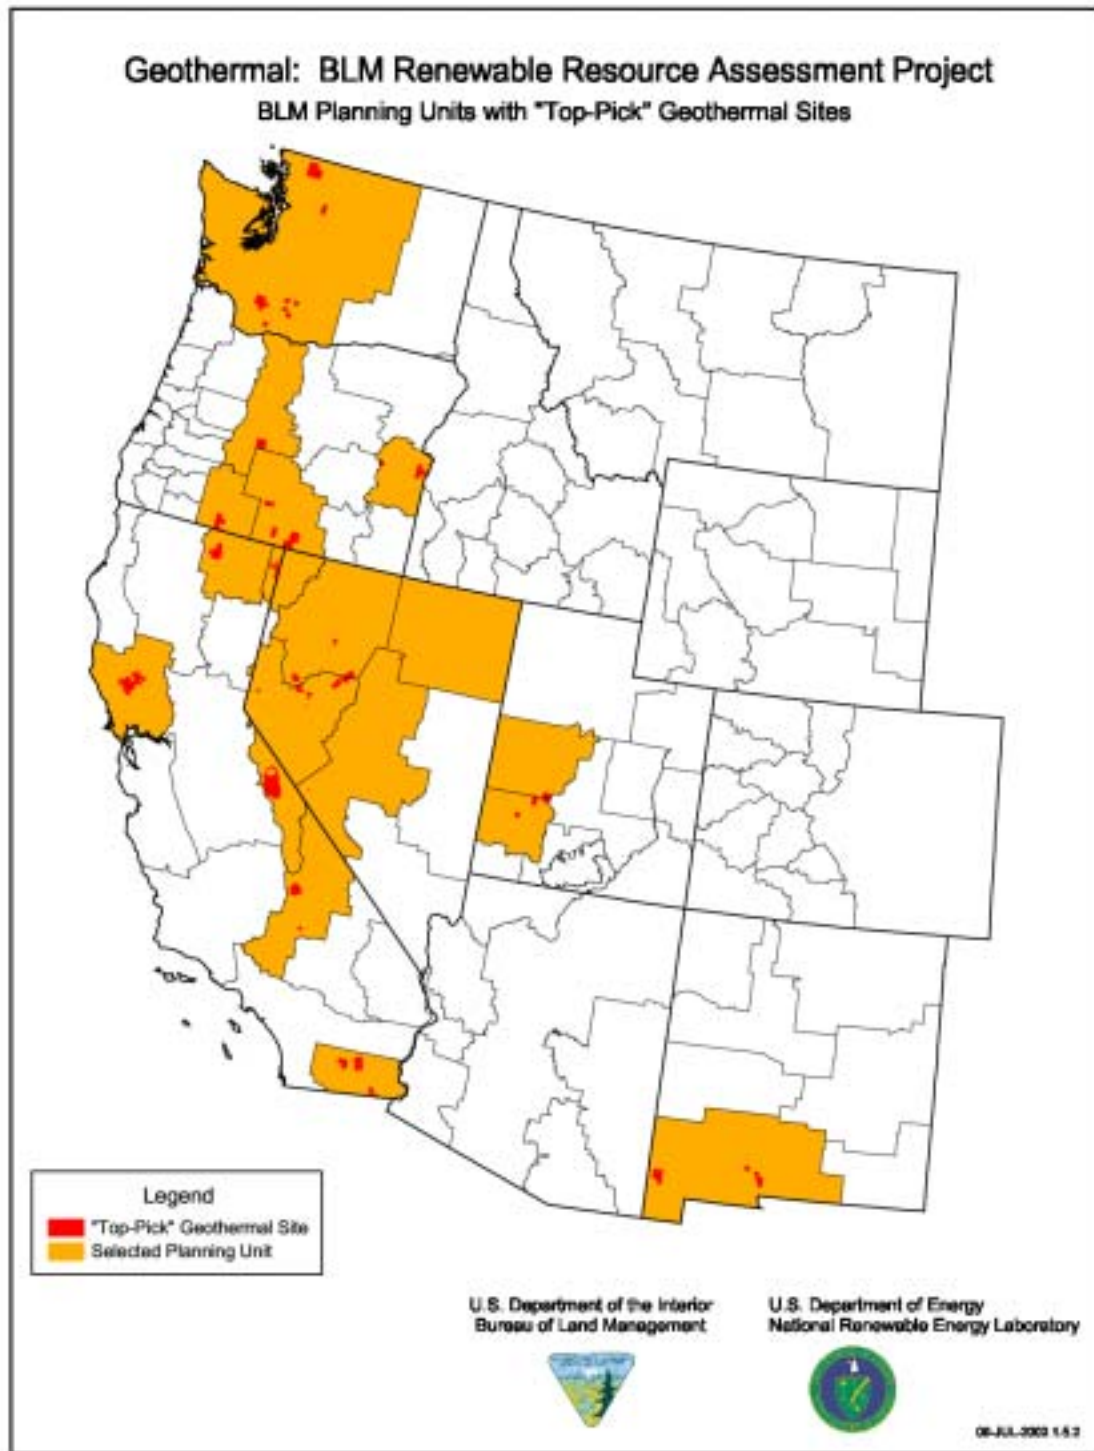 Geothermal: BLM Renewable Resource Assessment Project
BLM Planning Units with "Top-Pick" Geothermal Sites
Legend
"Top-Pick" Geothermal Site
Selected Planning Unit
U.S. Department of the Interior
Bureau of Land Management
U.S. Department of Energy
National Renewable Energy Laboratory